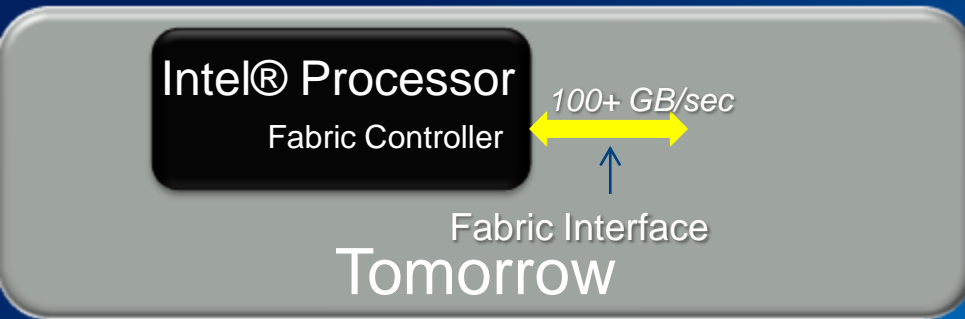 Intel® Processor
100+ GB/sec
Fabric Controller
Fabric Interface
Tomorrow